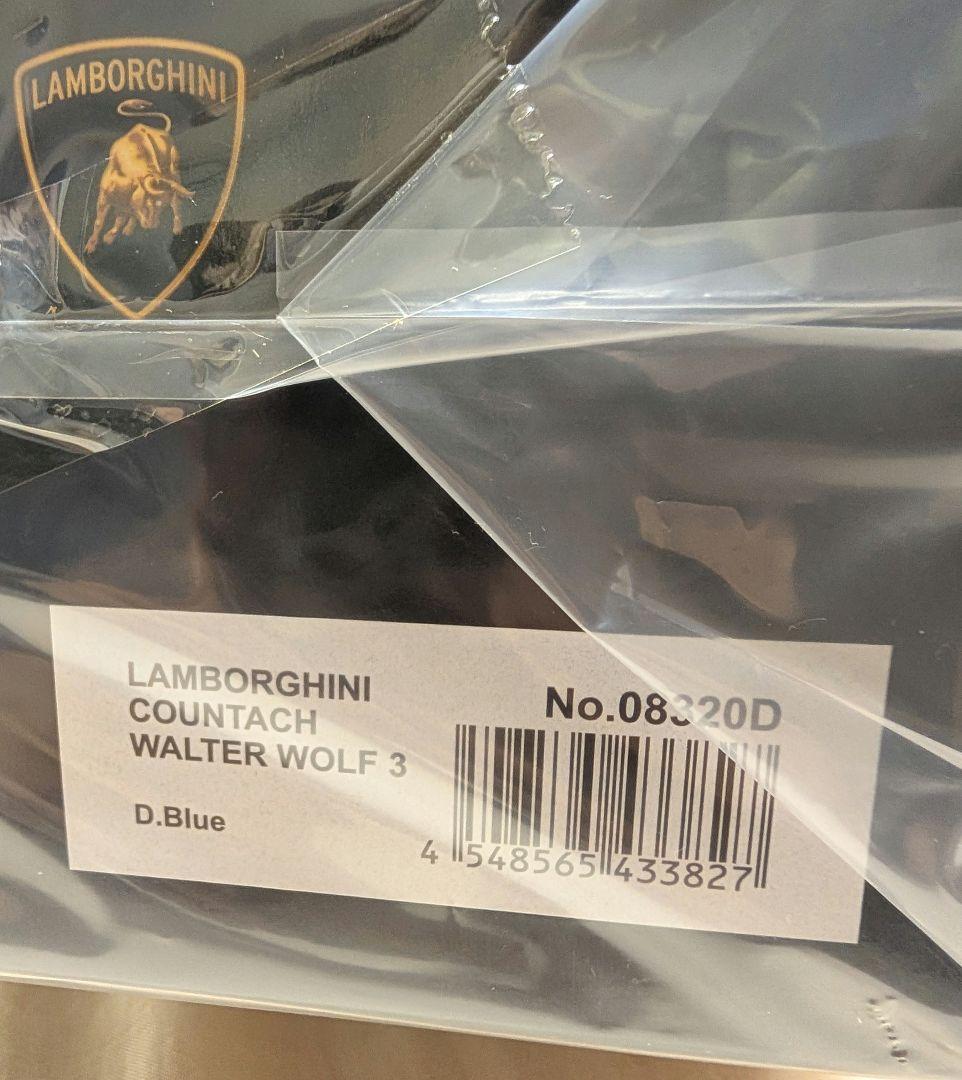 LAMBORGHINI
LAMBORGHINI
COUNTACH
WALTER WOLF 3
D.Blue
No.08320D
4 548565 433827